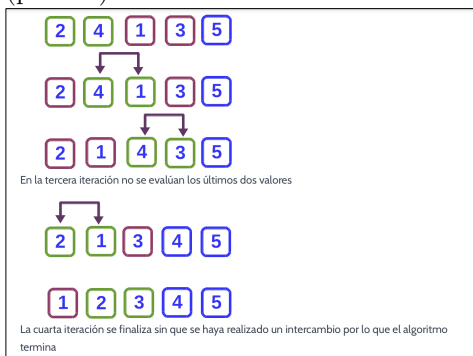 2 4 1 3 5
2 4 1 3 5
2 1 4 3 5
En la tercera iteración no se evalúan los últimos dos valores
2 1 3 4 5
1 2 3 4 5
La cuarta iteración se finaliza sin que se haya realizado un intercambio por lo que el algoritmo
termina